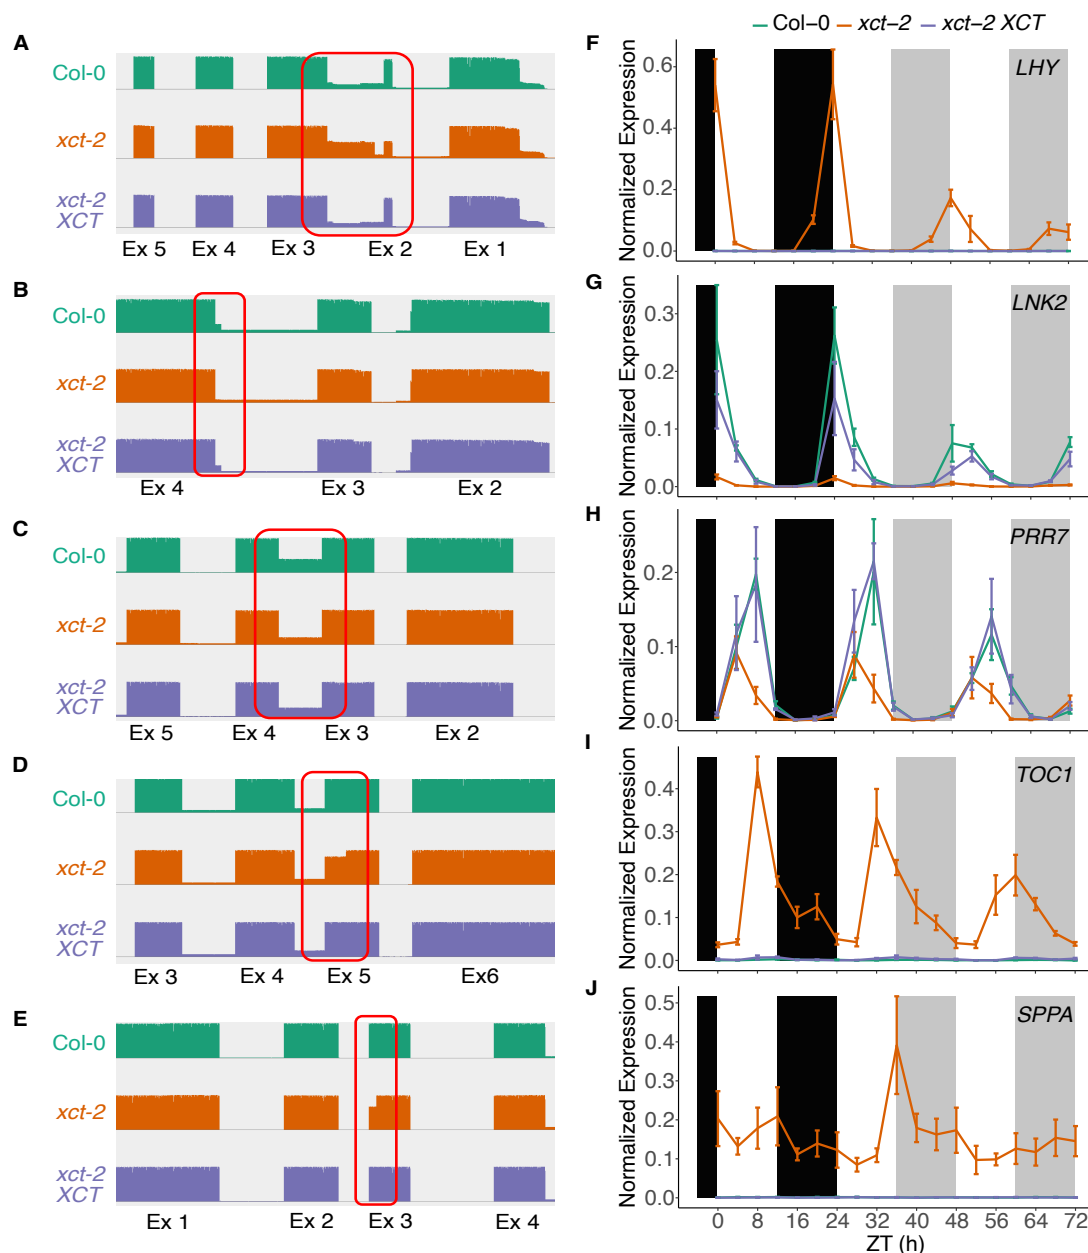 A
Col-0
xct-2
xct-2
XCT
Ex 5 Ex 4 Ex 3 Ex 2 Ex 1
B
Col-0
xct-2
xct-2
XCT
Ex 4 Ex 3 Ex 2
C
Col-0
xct-2
xct-2
XCT
Ex 5 Ex 4 Ex 3 Ex 2
D
Col-0
xct-2
xct-2
XCT
Ex 3 Ex 4 Ex 5 Ex6
E
Col-0
xct-2
xct-2
XCT
Ex 1 Ex 2 Ex 3 Ex 4
Col−0 xct−2 xct−2 XCT
F
LHY
Normalized Expression
0.6
0.4
0.2
0.0
G
LNK2
Normalized Expression
0.3
0.2
0.1
0.0
H
PRR7
Normalized Expression
0.2
0.1
0.0
I
TOC1
Normalized Expression
0.4
0.3
0.2
0.1
0.0
J
SPPA
Normalized Expression
0.5
0.4
0.3
0.2
0.1
0.0
0 8 16 24 32 40 48 56 64 72
ZT (h)